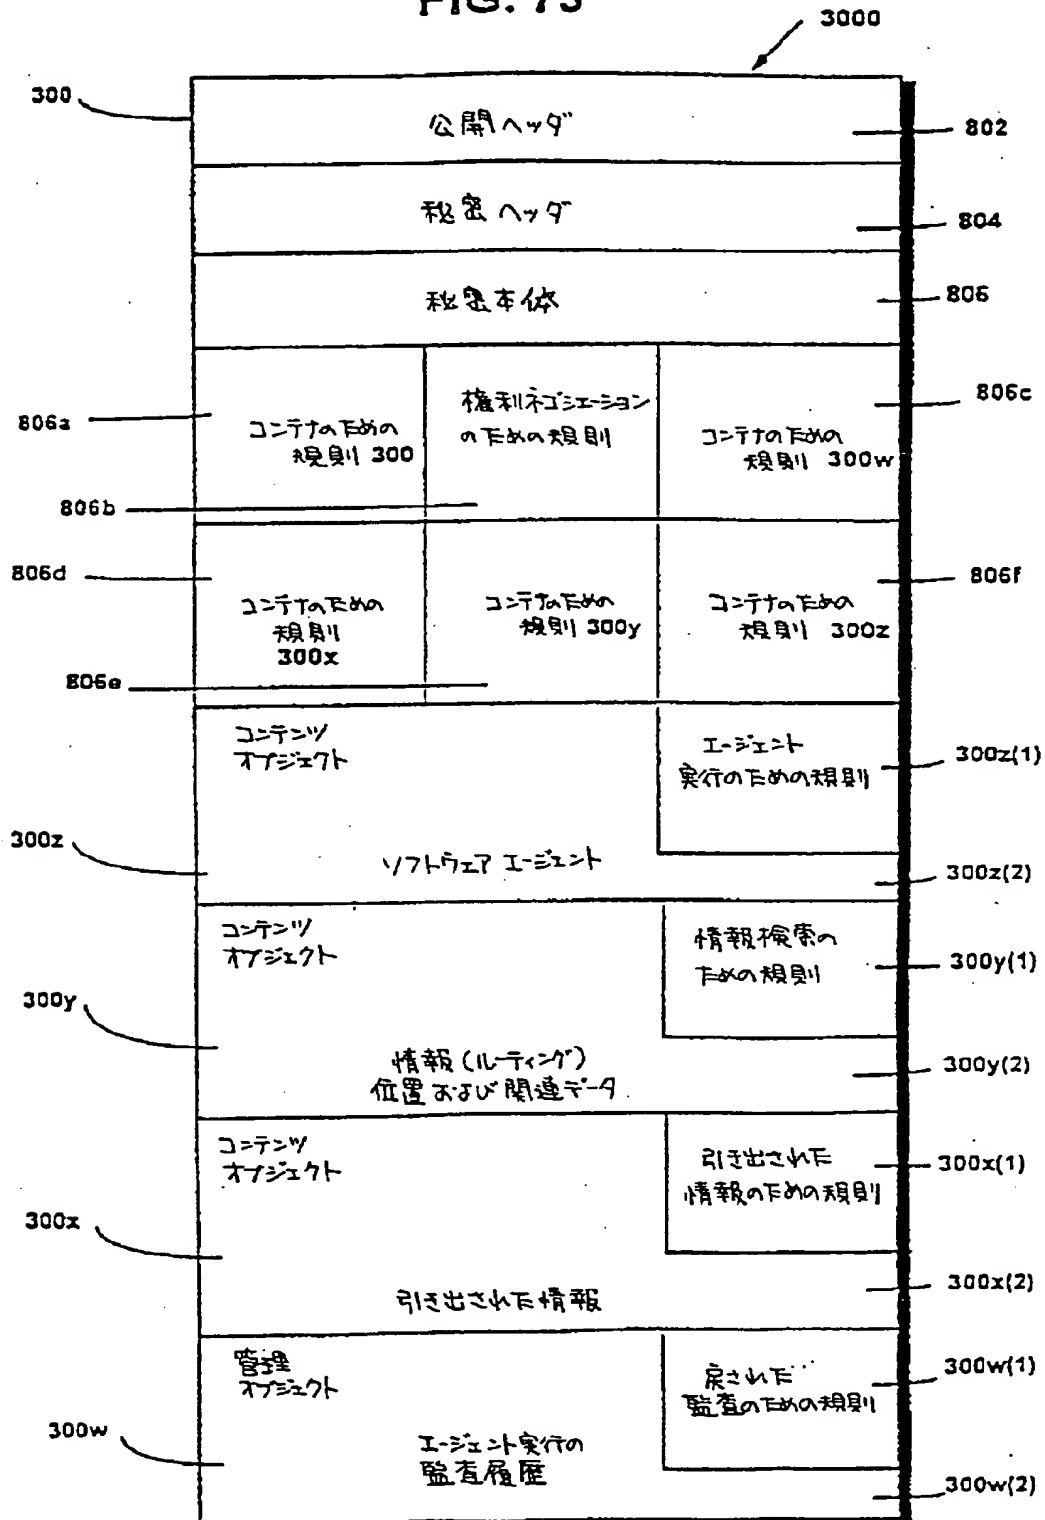 FIG. 73
3000
300
公開ヘッダ
802
秘密ヘッダ
804
秘密本体
806
806a
コンテナのための
規則 300
権利ネゴシエーション
のための規則
806b
コンテナのための
規則 300w
806c
806d
コンテナのための
規則
300x
コンテナのための
規則 300y
806e
コンテナのための
規則 300z
806f
コンテンツ
オブジェクト
エージェント
実行のための規則
300z(1)
300z
ソフトウェア エージェント
300z(2)
コンテンツ
オブジェクト
情報検索の
ための規則
300y(1)
300y
情報(ルーティング)
位置および関連データ
300y(2)
コンテンツ
オブジェクト
引き出された
情報のための規則
300x(1)
300x
引き出された情報
300x(2)
管理
オブジェクト
戻された
監査のための規則
300w(1)
300w
エージェント実行の
監査履歴
300w(2)